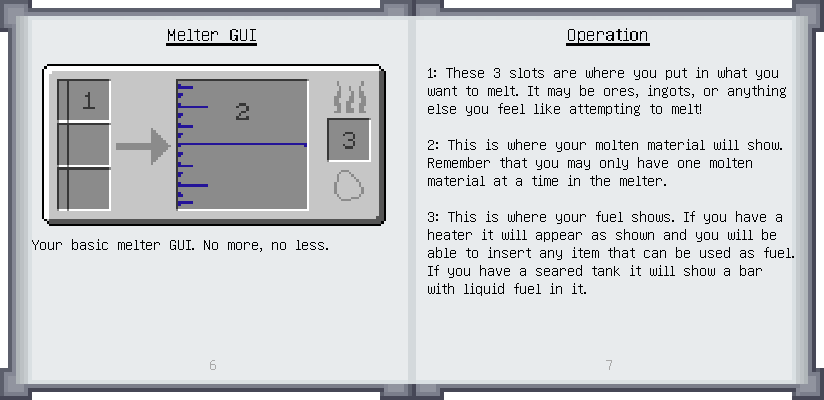 Melter GUI
1
2
3
Your basic melter GUI. No more, no less.
6
Operation
1: These 3 slots are where you put in what you
want to melt. It may be ores, ingots, or anything
else you feel like attempting to melt!
2: This is where your molten material will show.
Remember that you may only have one molten
material at a time in the melter.
3: This is where your fuel shows. If you have a
heater it will appear as shown and you will be
able to insert any item that can be used as fuel.
If you have a seared tank it will show a bar
with liquid fuel in it.
7